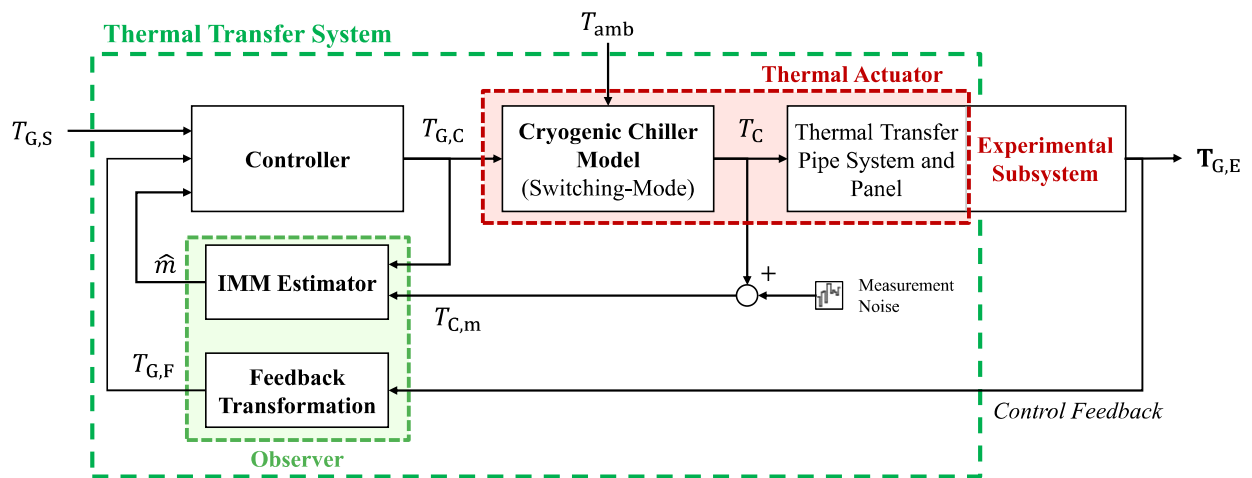 T_amb
Thermal Transfer System
Thermal Actuator
T_G,S
Controller
T_G,C
Cryogenic Chiller
Model
(Switching-Mode)
T_C
Thermal Transfer
Pipe System and
Panel
Experimental
Subsystem
T_G,E
m̂
IMM Estimator
+
Measurement
Noise
T_C,m
T_G,F
Feedback
Transformation
Control Feedback
Observer